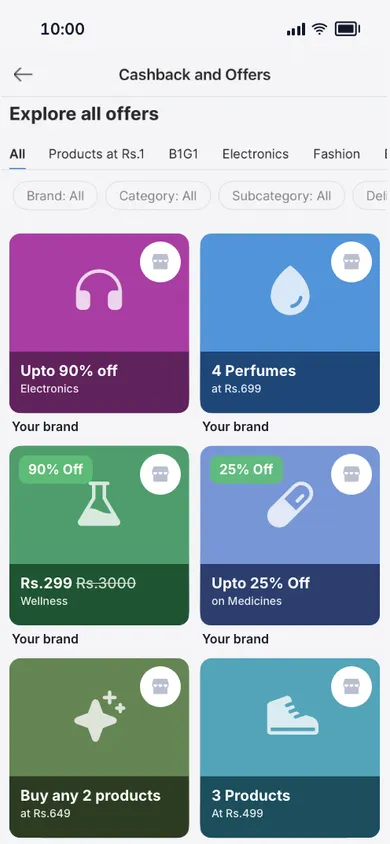 10:00
Cashback and Offers
Explore all offers
All Products at Rs.1 B1G1 Electronics Fashion
Brand: All Category: All Subcategory: All Deli
Upto 90% off
Electronics
4 Perfumes
at Rs.699
Your brand
Your brand
90% Off
Rs.299 Rs.3000
Wellness
25% Off
Upto 25% Off
on Medicines
Your brand
Your brand
Buy any 2 products
at Rs.649
3 Products
At Rs.499